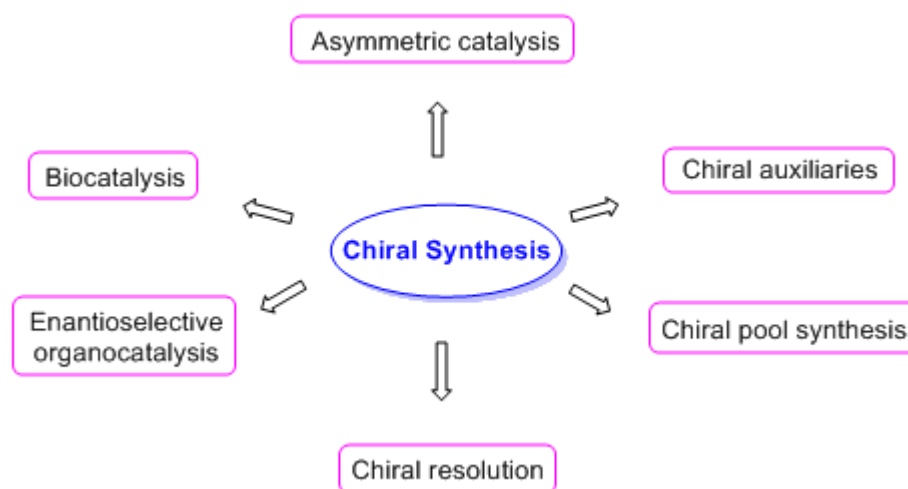 Asymmetric catalysis
Biocatalysis
Chiral auxiliaries
Chiral Synthesis
Enantioselective
organocatalysis
Chiral pool synthesis
Chiral resolution